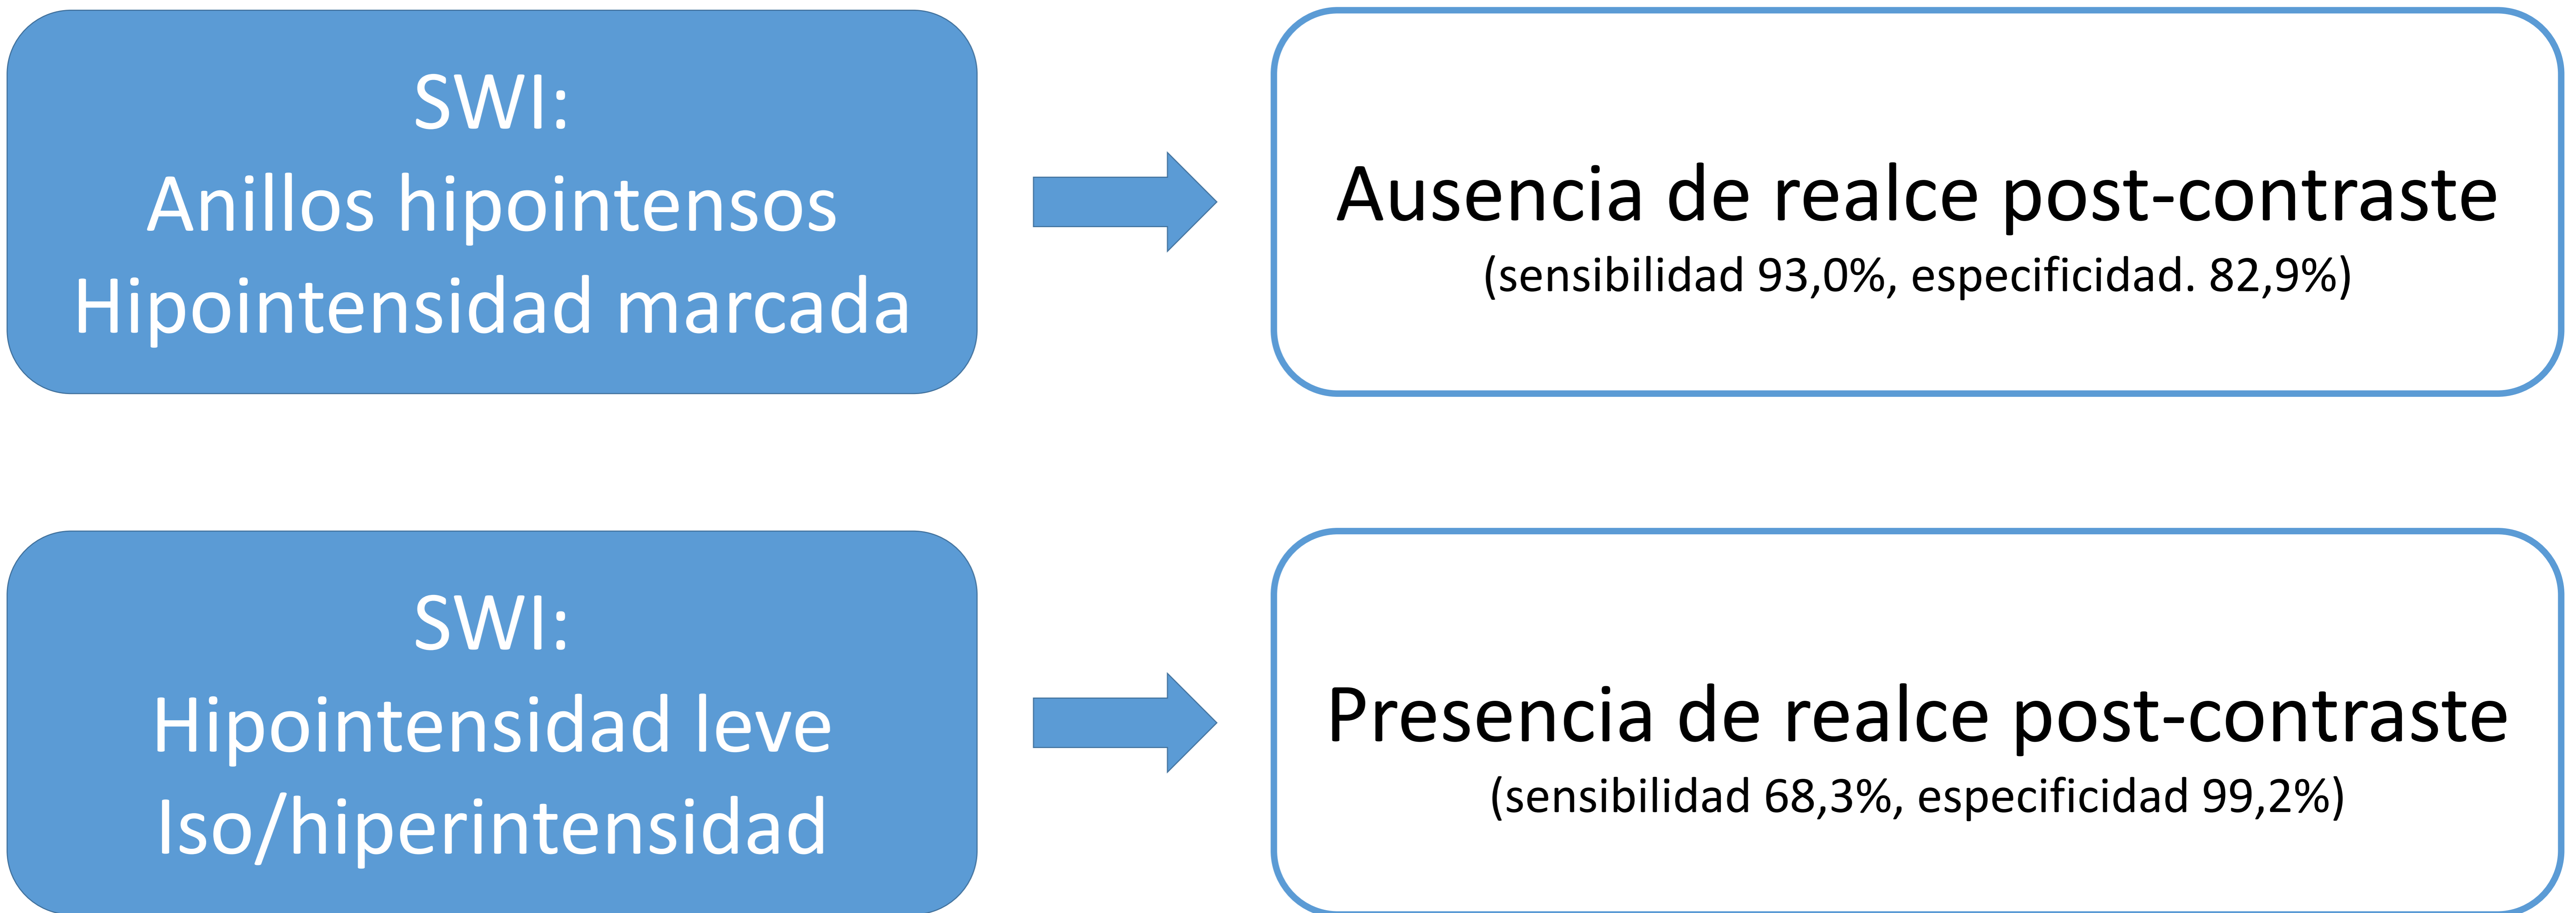 SWI:
Anillos hipointensos
Hipointensidad marcada
Ausencia de realce post-contraste
(sensibilidad 93,0%, especificidad. 82,9%)
SWI:
Hipointensidad leve
Iso/hiperintensidad
Presencia de realce post-contraste
(sensibilidad 68,3%, especificidad 99,2%)